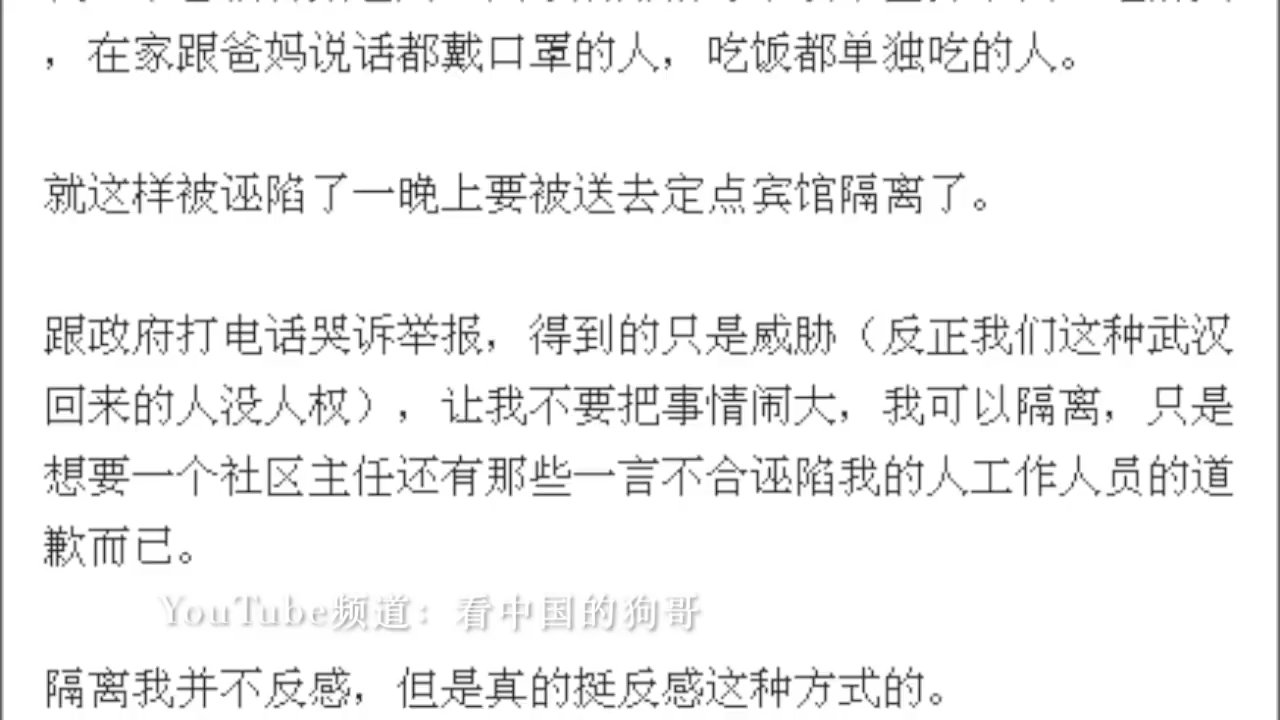 ，在家跟爸妈说话都戴口罩的人，吃饭都单独吃的人。
就这样被诬陷了一晚上要被送去定点宾馆隔离了。
跟政府打电话哭诉举报，得到的只是威胁（反正我们这种武汉
回来的人没人权），让我不要把事情闹大，我可以隔离，只是
想要一个社区主任还有那些一言不合诬陷我的人工作人员的道
歉而已。
YouTube频道：看中国的狗哥
隔离我并不反感，但是真的挺反感这种方式的。